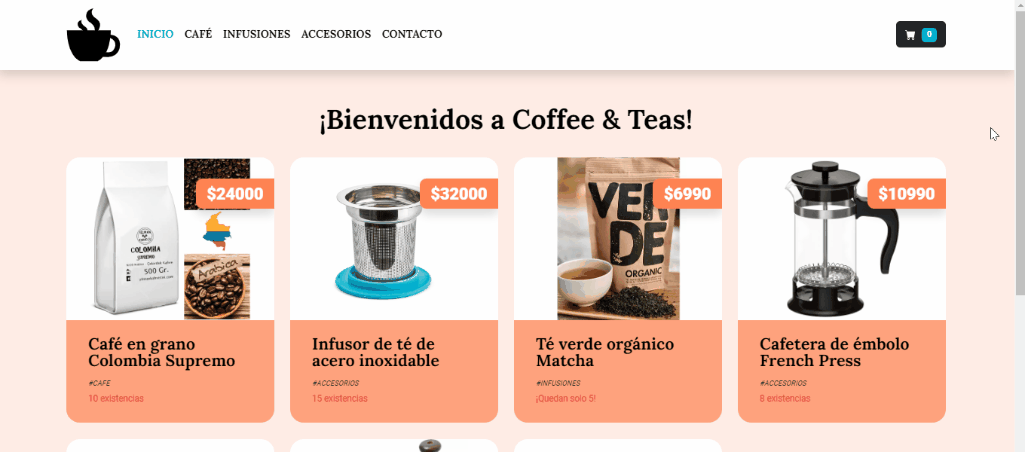 INICIO CAFÉ INFUSIONES ACCESORIOS CONTACTO
0
¡Bienvenidos a Coffee & Teas!
$24000
COLOMBIA
SUPREMO
500 Gr.
Arabica
$32000
$6990
VER
DE
ORGANIC
$10990
Café en grano
Colombia Supremo
#CAFE
10 existencias
Infusor de té de
acero inoxidable
#ACCESORIOS
15 existencias
Té verde orgánico
Matcha
#INFUSIONES
¡Quedan solo 5!
Cafetera de émbolo
French Press
#ACCESORIOS
8 existencias